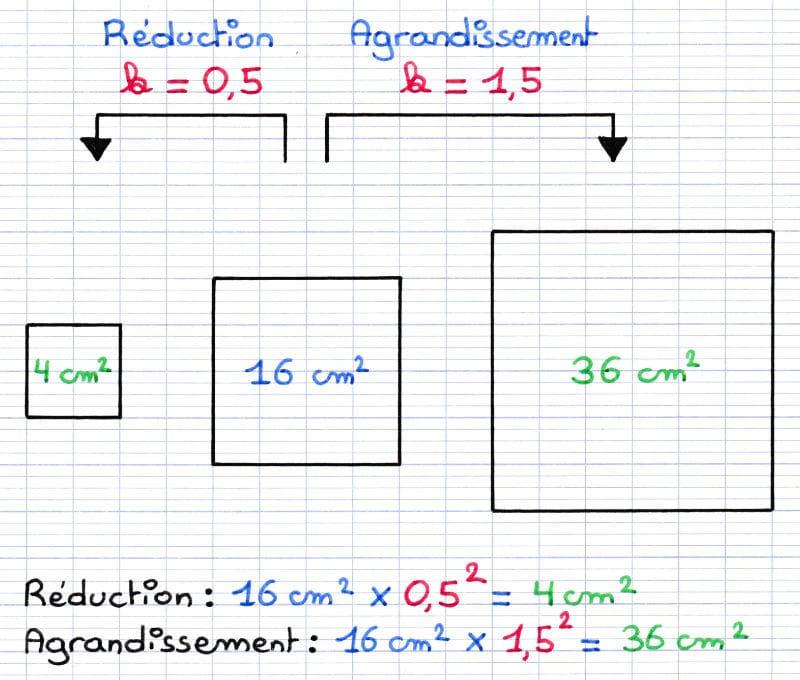 Réduction Agrandissement
k = 0,5 k = 1,5
4 cm² 16 cm² 36 cm²
Réduction : 16 cm² x 0,5² = 4 cm²
Agrandissement : 16 cm² x 1,5² = 36 cm²